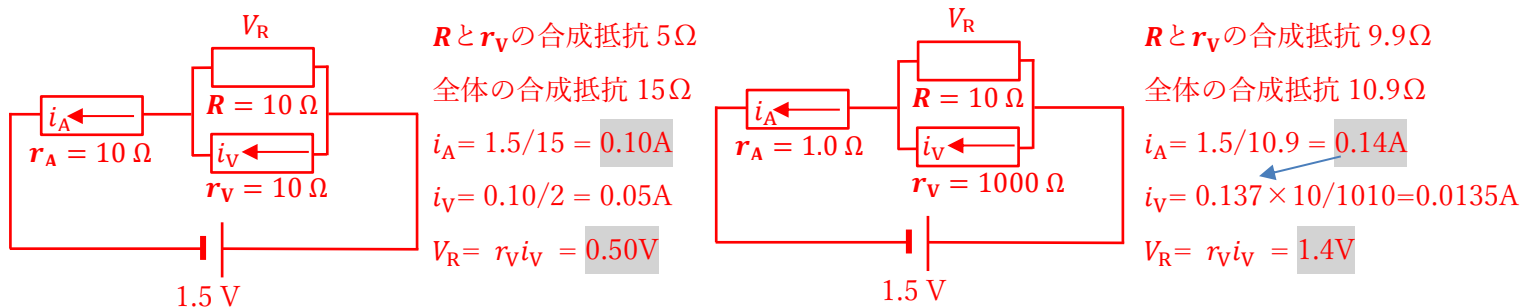 V_R
i_A
R = 10 Ω
r_A = 10 Ω
i_V
r_V = 10 Ω
1.5 V
Rとr_Vの合成抵抗 5Ω
全体の合成抵抗 15Ω
i_A= 1.5/15 = 0.10A
i_V= 0.10/2 = 0.05A
V_R= r_V i_V = 0.50V
V_R
i_A
R = 10 Ω
r_A = 1.0 Ω
i_V
r_V = 1000 Ω
1.5 V
Rとr_Vの合成抵抗 9.9Ω
全体の合成抵抗 10.9Ω
i_A= 1.5/10.9 = 0.14A
i_V= 0.137×10/1010=0.0135A
V_R= r_V i_V = 1.4V